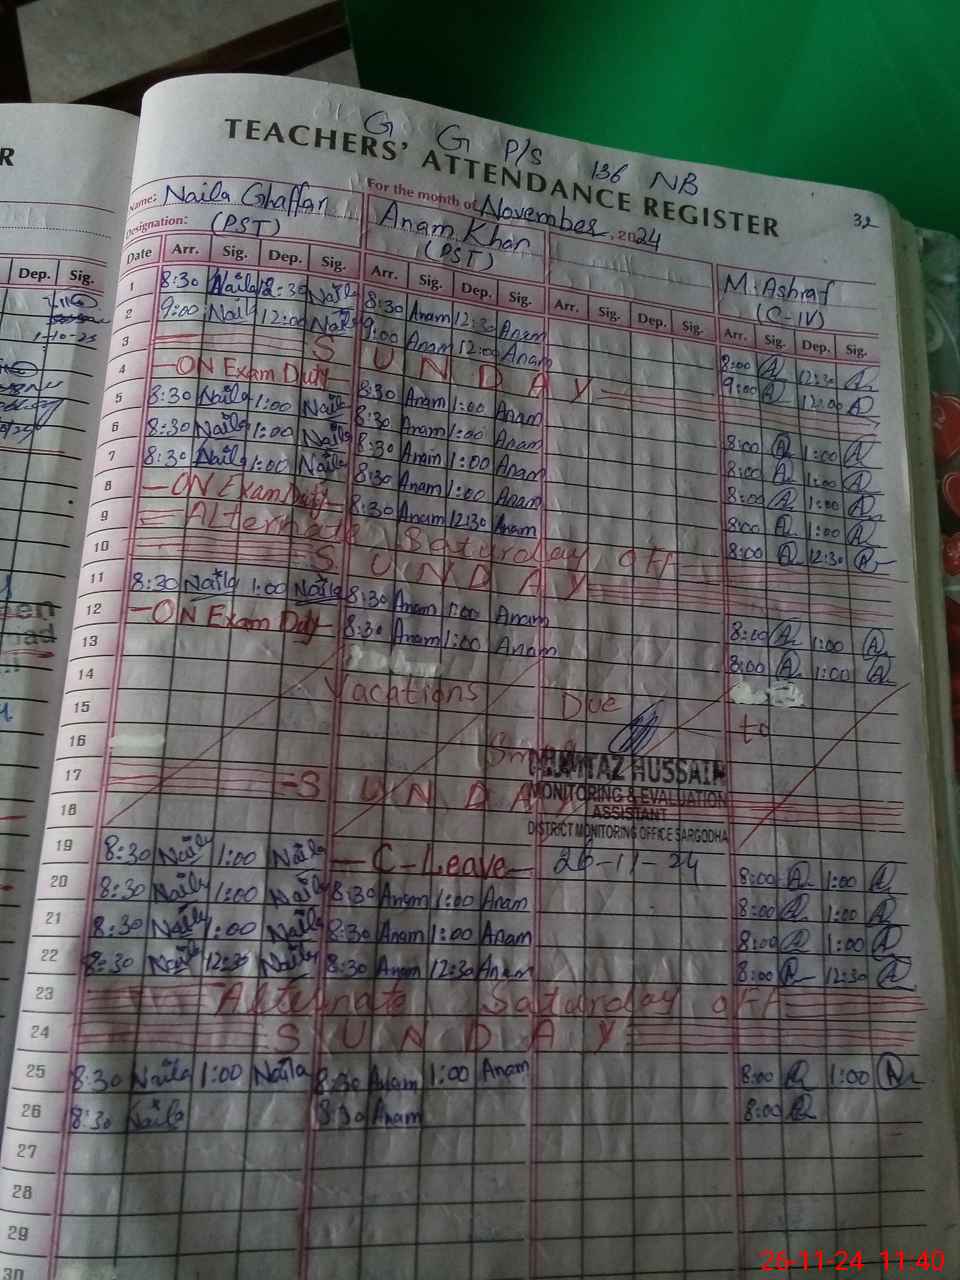 G G P/S 136 NB
TEACHERS' ATTENDANCE REGISTER
32
Name: Naila Ghaffar For the month of November, 2024
Designation: (PST) Anam Khan (PST) M. Ashraf (C-IV)
Date Arr. Sig. Dep. Sig. Arr. Sig. Dep. Sig. Arr. Sig. Dep. Sig. Arr. Sig. Dep. Sig.
R
Dep. Sig.
1 8:30 Naila 12:30 Naila 8:30 Anam 12:30 Anam 8:00 12:30
2 9:00 Naila 12:00 Naila 9:00 Anam 12:00 Anam 9:00 12:00
3 SUNDAY
4 ON Exam Duty 8:30 Anam 1:00 Anam 8:00 1:00
5 8:30 Naila 1:00 Naila 8:30 Anam 1:00 Anam 8:00 1:00
6 8:30 Naila 1:00 Naila 8:30 Anam 1:00 Anam 8:00 1:00
7 8:30 Naila 1:00 Naila 8:30 Anam 1:00 Anam 8:00 1:00
8 ON Exam Duty 8:30 Anam 12:30 Anam 8:00 12:30
9 Alternate Saturday off
10 SUNDAY
11 8:30 Naila 1:00 Naila 8:30 Anam 1:00 Anam 8:00 1:00
12 ON Exam Duty 8:30 Anam 1:00 Anam 8:00 1:00
13
14 Vacations Due to
15
16
17 SUNDAY
18
MUMTAZ HUSSAIN
MONITORING & EVALUATION
ASSISTANT
DISTRICT MONITORING OFFICE SARGODHA
26-11-24
19 8:30 Naila 1:00 Naila C-Leave 8:00 1:00
20 8:30 Naila 1:00 Naila 8:30 Anam 1:00 Anam 8:00 1:00
21 8:30 Naila 1:00 Naila 8:30 Anam 1:00 Anam 8:00 1:00
22 8:30 Naila 12:30 Naila 8:30 Anam 12:30 Anam 8:00 12:30
23 Alternate Saturday off
24 SUNDAY
25 8:30 Naila 1:00 Naila 8:30 Anam 1:00 Anam 8:00 1:00
26 8:30 Naila 8:30 Anam 8:00
27
28
29
30
26-11-24 11:40